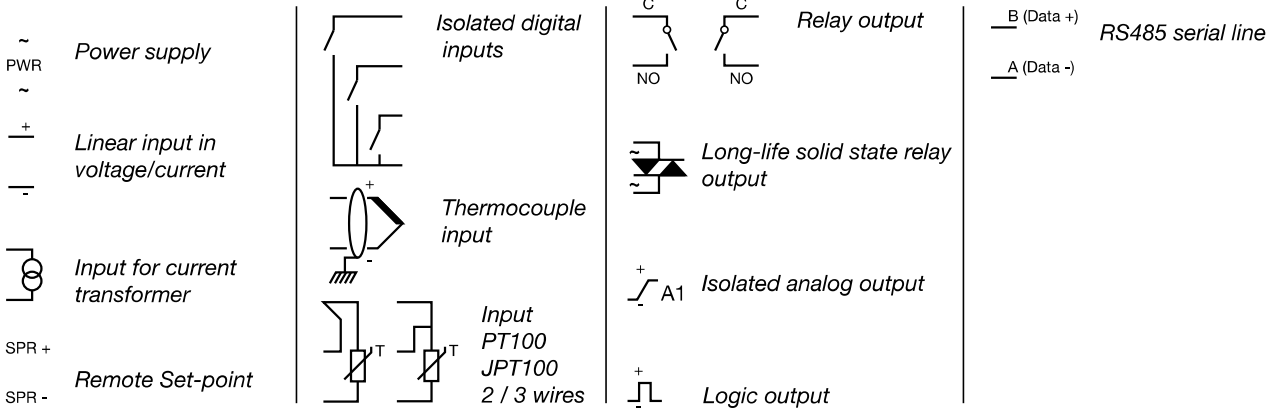 ~
PWR
~
Power supply
+
-
Linear input in
voltage/current
Input for current
transformer
SPR +
SPR -
Remote Set-point
Isolated digital
inputs
+
-
Thermocouple
input
T
T
Input
PT100
JPT100
2 / 3 wires
C
C
NO
NO
Relay output
~
~
Long-life solid state relay
output
+
-
A1
Isolated analog output
+
-
Logic output
B (Data +)
A (Data -)
RS485 serial line